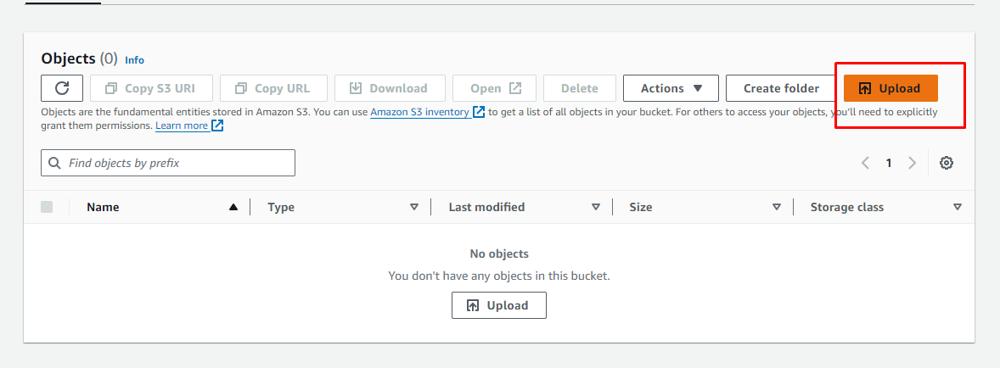 Objects (0) Info
Copy S3 URI Copy URL Download Open Delete Actions Create folder Upload
Objects are the fundamental entities stored in Amazon S3. You can use Amazon S3 inventory to get a list of all objects in your bucket. For others to access your objects, you'll need to explicitly
grant them permissions. Learn more
Find objects by prefix 1
Name Type Last modified Size Storage class
No objects
You don't have any objects in this bucket.
Upload